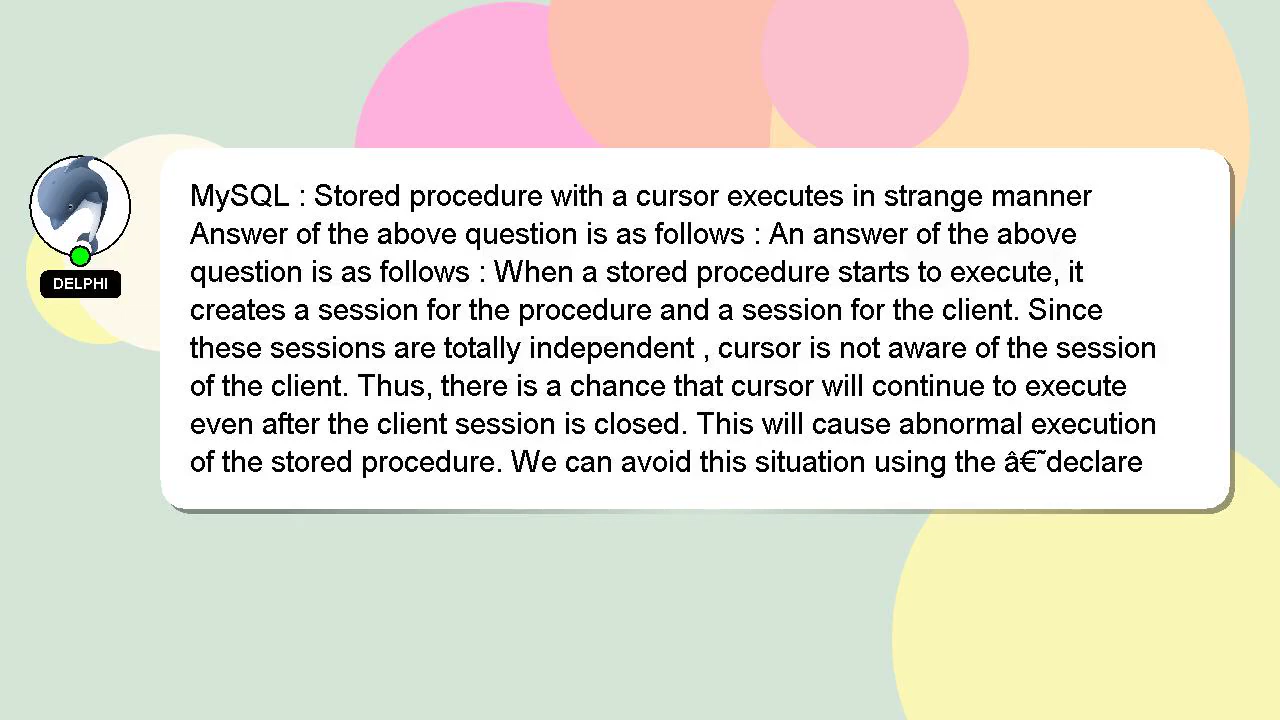 MySQL : Stored procedure with a cursor executes in strange manner
Answer of the above question is as follows : An answer of the above
question is as follows : When a stored procedure starts to execute, it
creates a session for the procedure and a session for the client. Since
these sessions are totally independent , cursor is not aware of the session
of the client. Thus, there is a chance that cursor will continue to execute
even after the client session is closed. This will cause abnormal execution
of the stored procedure. We can avoid this situation using the â€˜declare
DELPHI